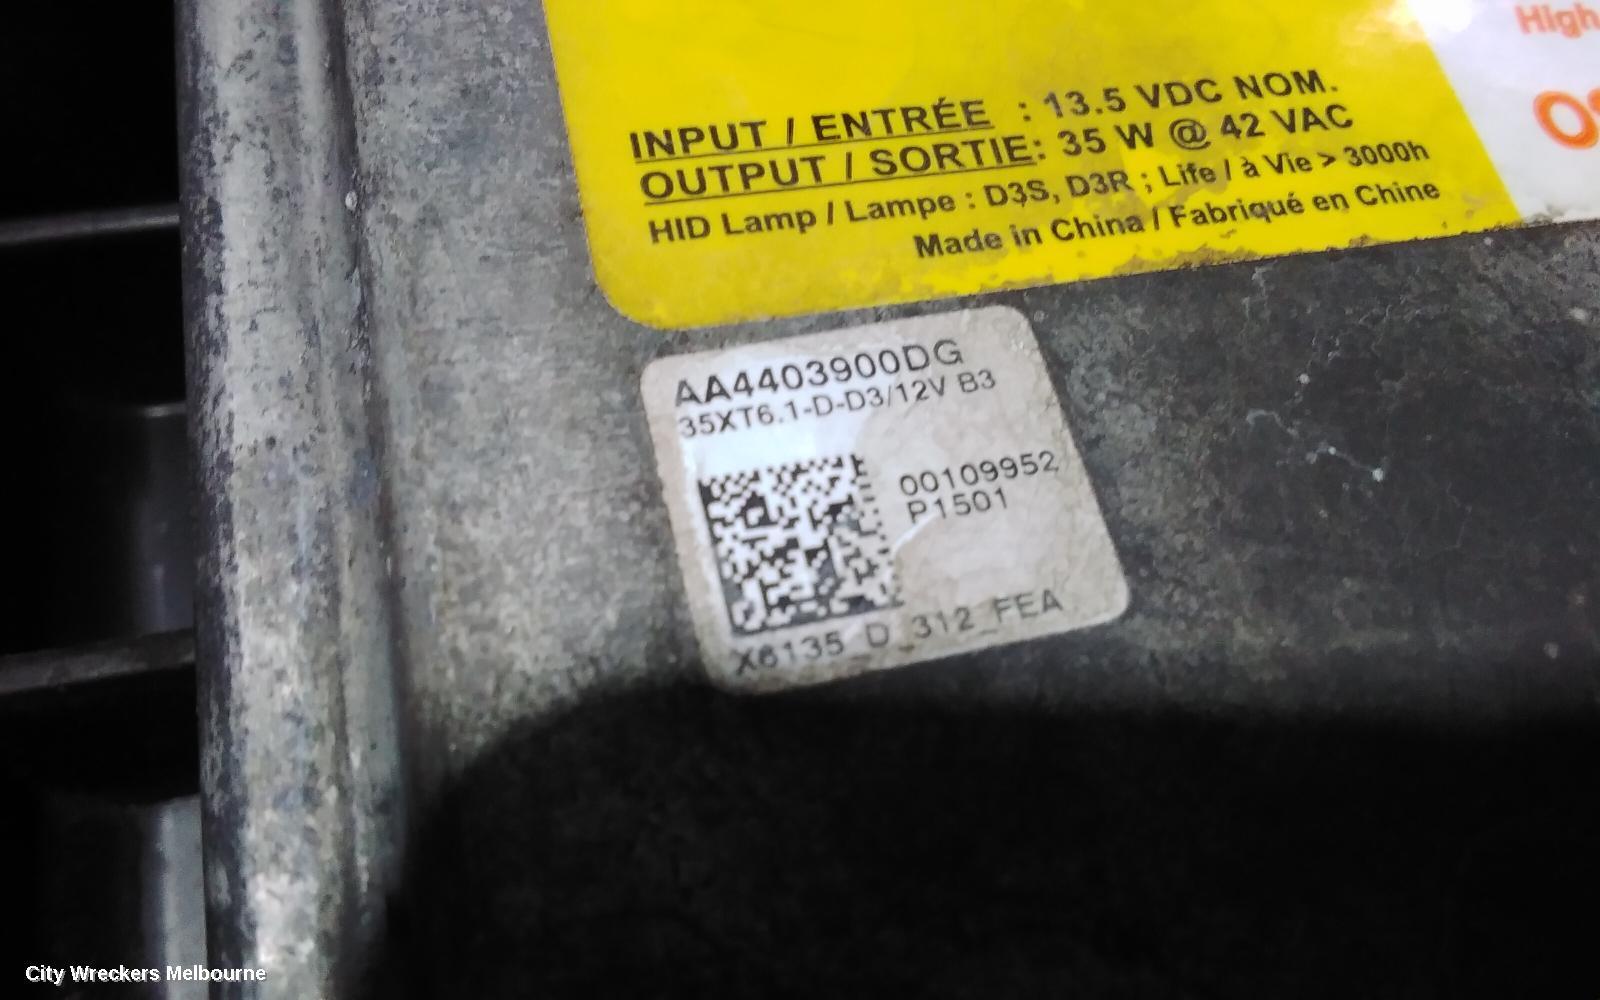 High
INPUT / ENTRÉE : 13.5 VDC NOM.
OUTPUT / SORTIE: 35 W @ 42 VAC
HID Lamp / Lampe : D3S, D3R ; Life / à Vie > 3000h
Made in China / Fabriqué en Chine
AA4403900DG
35XT6.1-D-D3/12V B3
00109952
P1501
X6135_D_312_FEA
City Wreckers Melbourne